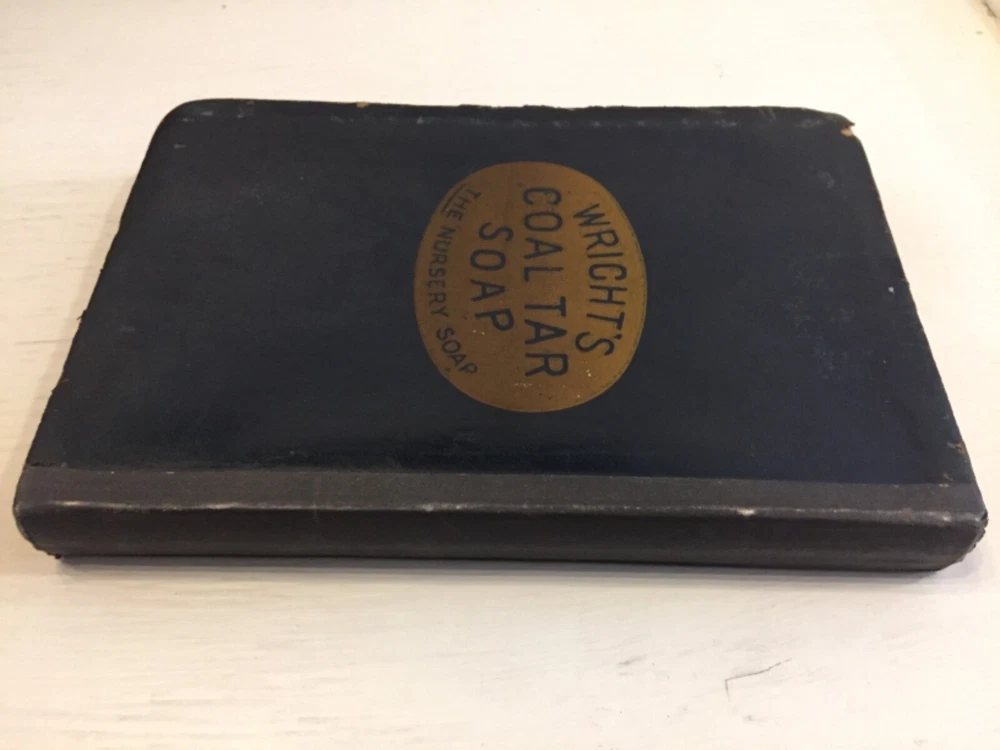 WRIGHT'S
COAL TAR
SOAP
THE NURSERY SOAP